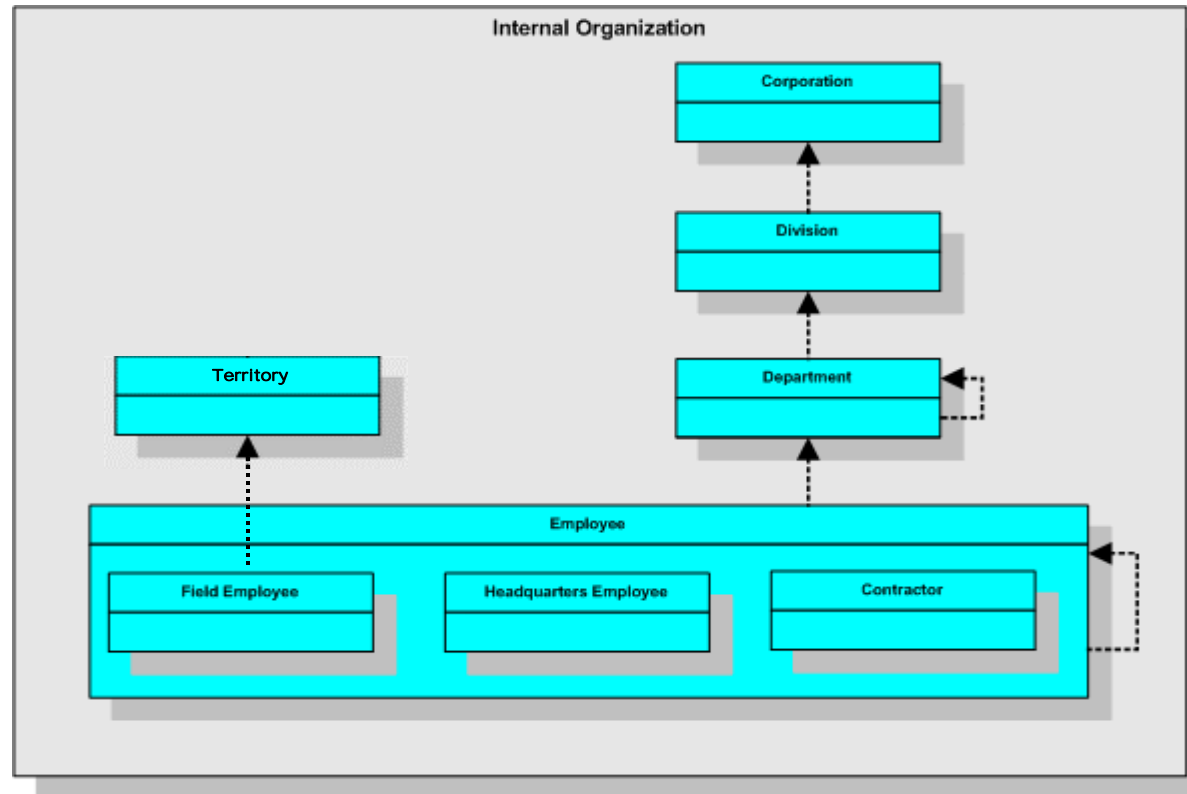 Internal Organization
Corporation
Division
Territory
Department
Employee
Field Employee
Headquarters Employee
Contractor